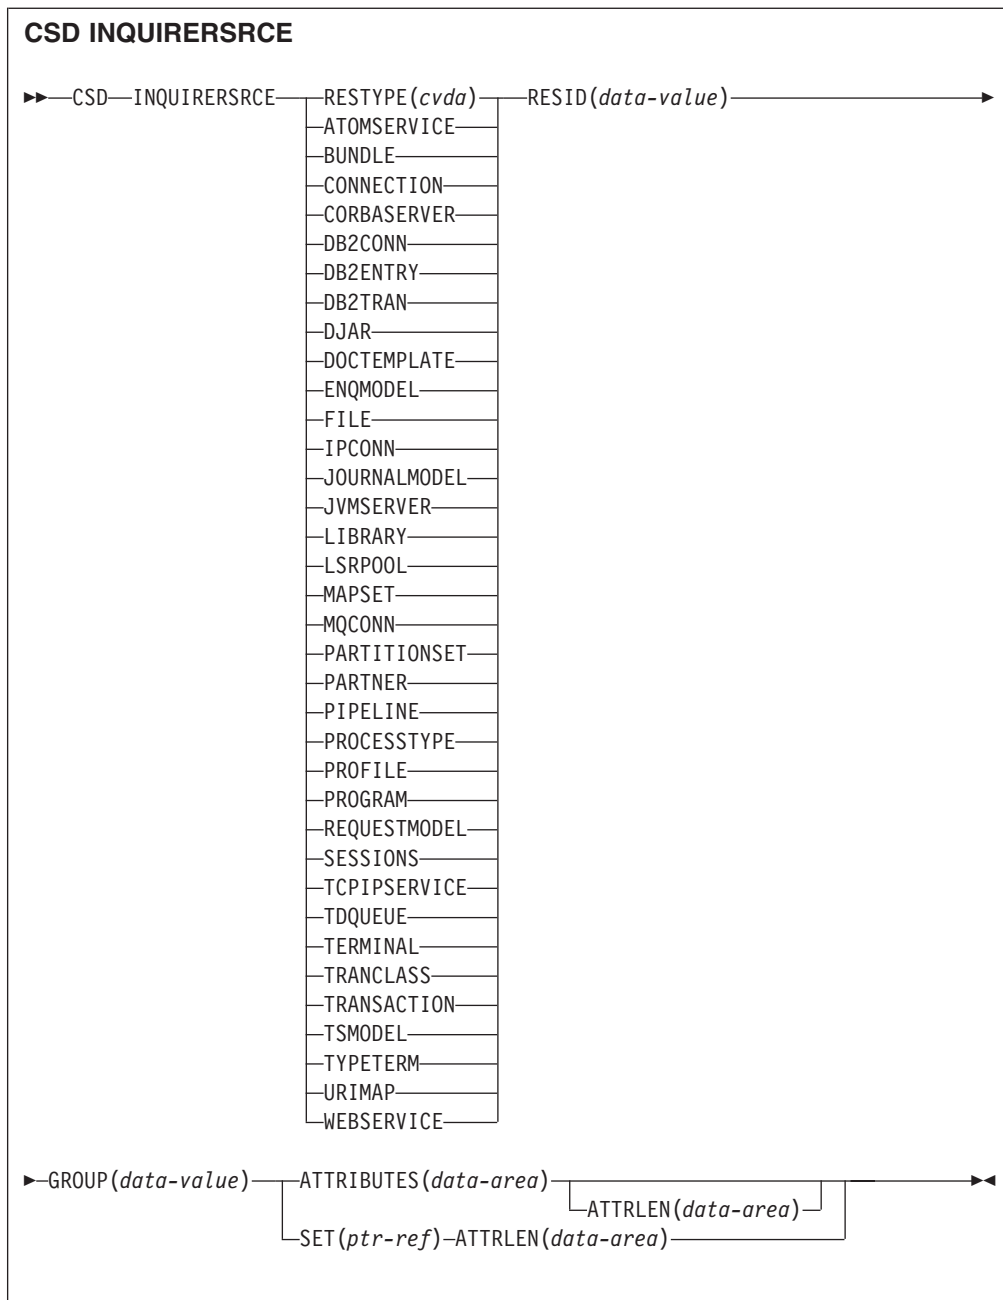 CSD INQUIRERSRCE
CSD INQUIRERSRCE RESTYPE(cvda) RESID(data-value)
ATOMSERVICE
BUNDLE
CONNECTION
CORBASERVER
DB2CONN
DB2ENTRY
DB2TRAN
DJAR
DOCTEMPLATE
ENQMODEL
FILE
IPCONN
JOURNALMODEL
JVMSERVER
LIBRARY
LSRPOOL
MAPSET
MQCONN
PARTITIONSET
PARTNER
PIPELINE
PROCESSTYPE
PROFILE
PROGRAM
REQUESTMODEL
SESSIONS
TCPIPSERVICE
TDQUEUE
TERMINAL
TRANCLASS
TRANSACTION
TSMODEL
TYPETERM
URIMAP
WEBSERVICE
GROUP(data-value) ATTRIBUTES(data-area)
ATTRLEN(data-area)
SET(ptr-ref) ATTRLEN(data-area)